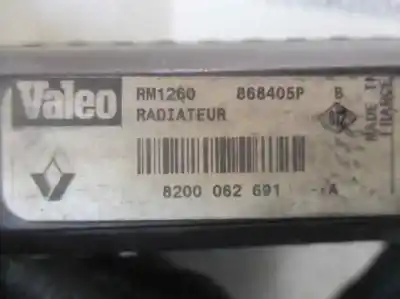 Valeo
RM1260 868405P B
RADIATEUR
MADE IN
FRANCE
8200 062 691 --A